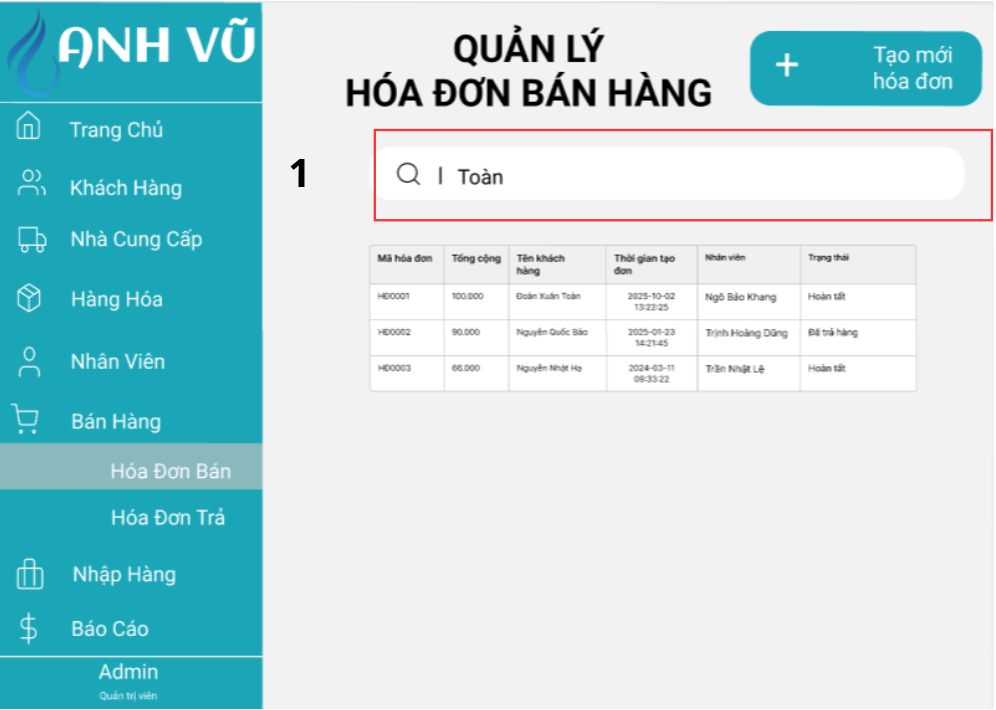 ANH VŨ
Trang Chủ
Khách Hàng
Nhà Cung Cấp
Hàng Hóa
Nhân Viên
Bán Hàng
Hóa Đơn Bán
Hóa Đơn Trả
Nhập Hàng
Báo Cáo
Admin
Quản trị viên
QUẢN LÝ
HÓA ĐƠN BÁN HÀNG
+ Tạo mới
hóa đơn
1
Toàn
Mã hóa đơn Tổng cộng Tên khách Thời gian tạo Nhân viên Trạng thái
hàng đơn
HD0001 100.000 Đoàn Xuân Toàn 2025-10-02 Ngô Bảo Khang Hoàn tất
13:22:25
HD0002 90.000 Nguyễn Quốc Bảo 2025-01-23 Trịnh Hoàng Dũng Đã trả hàng
14:21:45
HD0003 66.000 Nguyễn Nhật Hạ 2024-03-11 Trần Nhật Lệ Hoàn tất
09:33:22